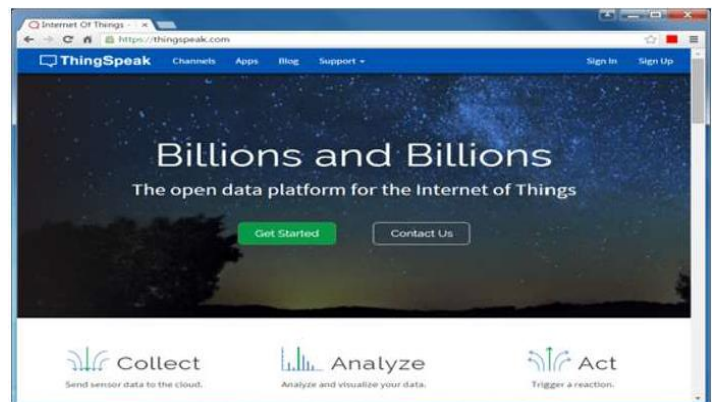 Internet Of Things -
https://thingspeak.com
ThingSpeak Channels Apps Blog Support Sign In Sign Up
Billions and Billions
The open data platform for the Internet of Things
Get Started Contact Us
Collect Analyze Act
Send sensor data to the cloud. Analyze and visualize your data. Trigger a reaction.